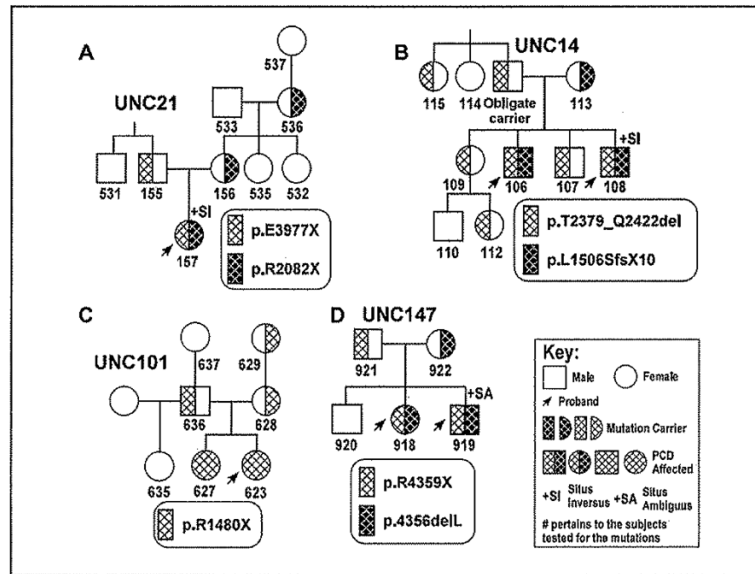 A
537
UNC21
533
536
531
155
156
535
532
+SI
157
p.E3977X
p.R2082X
B
UNC14
115
114
Obligate
carrier
113
+SI
109
106
107
108
110
112
p.T2379_Q2422del
p.L1506SfsX10
C
UNC101
637
629
636
628
635
627
623
p.R1480X
D
UNC147
921
922
+SA
920
918
919
p.R4359X
p.4356delL
Key:
Male
Female
Proband
Mutation Carrier
PCD
Affected
+SI Situs Inversus
+SA Situs Ambiguus
# pertains to the subjects
tested for the mutations